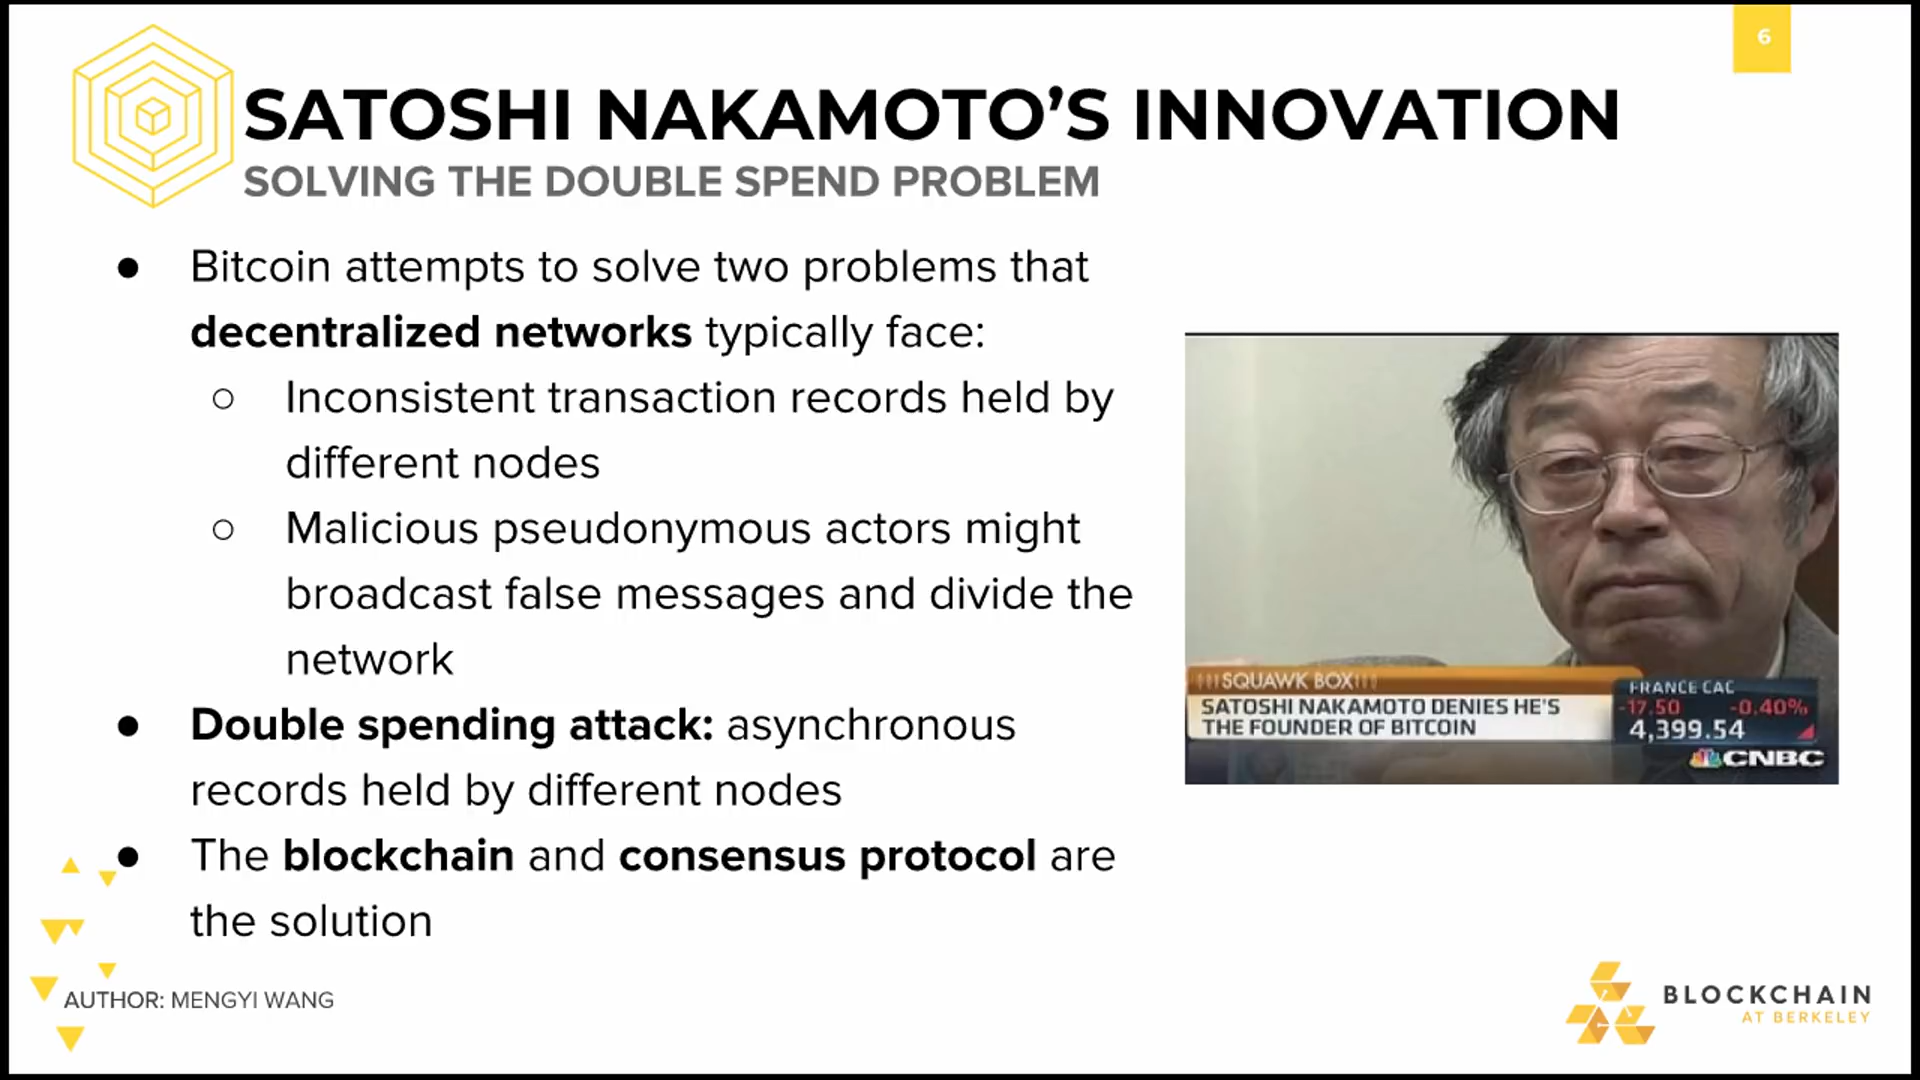 6
SATOSHI NAKAMOTO’S INNOVATION
SOLVING THE DOUBLE SPEND PROBLEM
● Bitcoin attempts to solve two problems that
decentralized networks typically face:
○ Inconsistent transaction records held by
different nodes
○ Malicious pseudonymous actors might
broadcast false messages and divide the
network
● Double spending attack: asynchronous
records held by different nodes
● The blockchain and consensus protocol are
the solution
SQUAWK BOX
SATOSHI NAKAMOTO DENIES HE'S
THE FOUNDER OF BITCOIN
FRANCE CAC
-17.50 -0.40%
4,399.54
CNBC
AUTHOR: MENGYI WANG
BLOCKCHAIN
AT BERKELEY